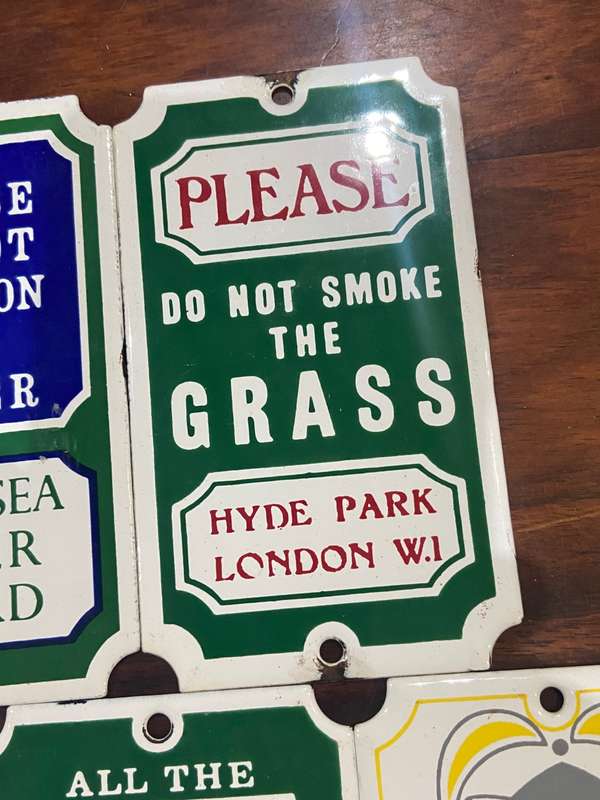 PLEASE
DO NOT SMOKE
THE
GRASS
HYDE PARK
LONDON W.1
ALL THE